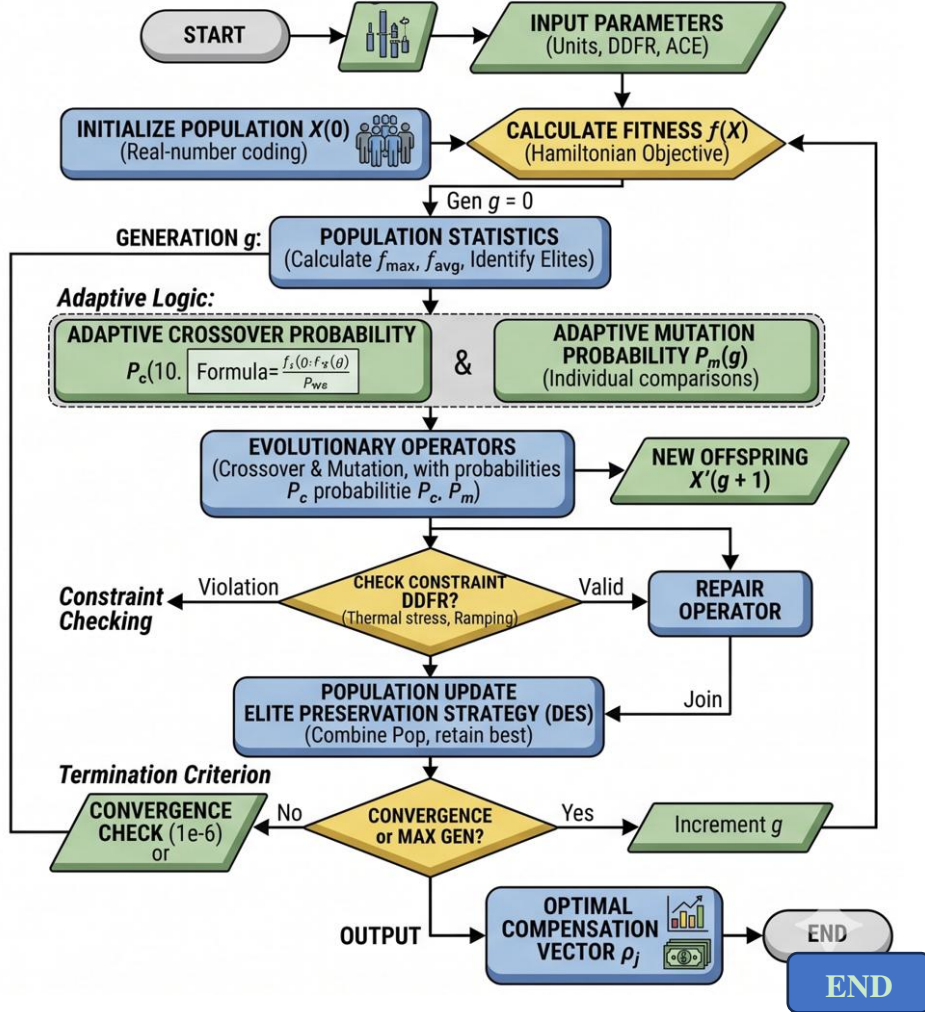 START
INPUT PARAMETERS
(Units, DDFR, ACE)
INITIALIZE POPULATION X(0)
(Real-number coding)
CALCULATE FITNESS f(X)
(Hamiltonian Objective)
Gen g = 0
GENERATION g:
POPULATION STATISTICS
(Calculate fmax, favg, Identify Elites)
Adaptive Logic:
ADAPTIVE CROSSOVER PROBABILITY
Pc(10. Formula=
&
ADAPTIVE MUTATION
PROBABILITY Pm(g)
(Individual comparisons)
EVOLUTIONARY OPERATORS
(Crossover & Mutation, with probabilities
Pc probabilitie Pc. Pm)
NEW OFFSPRING
X'(g + 1)
Constraint
Checking
Violation
CHECK CONSTRAINT
DDFR?
(Thermal stress, Ramping)
Valid
REPAIR
OPERATOR
POPULATION UPDATE
ELITE PRESERVATION STRATEGY (DES)
(Combine Pop, retain best)
Join
Termination Criterion
CONVERGENCE
CHECK (1e-6)
or
No
CONVERGENCE
or MAX GEN?
Yes
Increment g
OUTPUT
OPTIMAL
COMPENSATION
VECTOR ρj
END
END